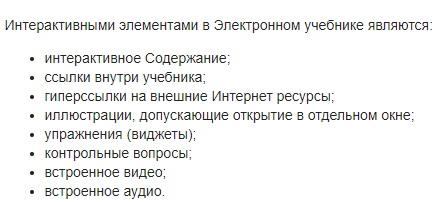 Интерактивными элементами в Электронном учебнике являются:
• интерактивное Содержание;
• ссылки внутри учебника;
• гиперссылки на внешние Интернет ресурсы;
• иллюстрации, допускающие открытие в отдельном окне;
• упражнения (виджеты);
• контрольные вопросы;
• встроенное видео;
• встроенное аудио.